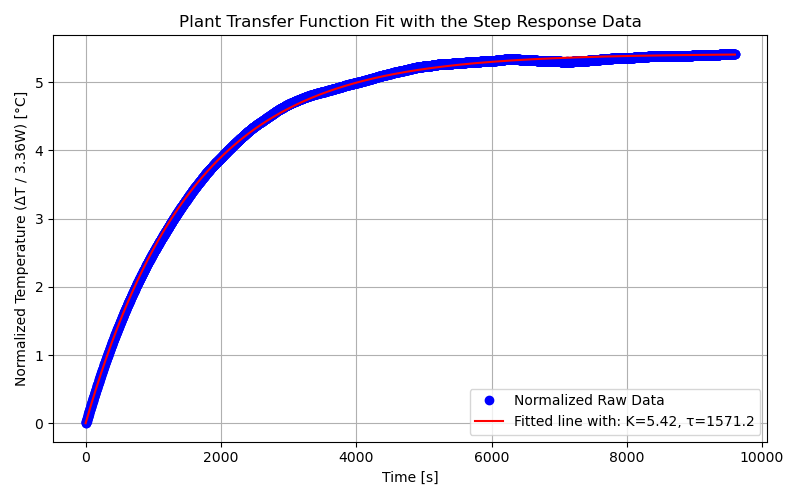 Plant Transfer Function Fit with the Step Response Data
Normalized Temperature (ΔT / 3.36W) [°C]
5
4
3
2
1
0
0 2000 4000 6000 8000 10000
Time [s]
Normalized Raw Data
Fitted line with: K=5.42, τ=1571.2